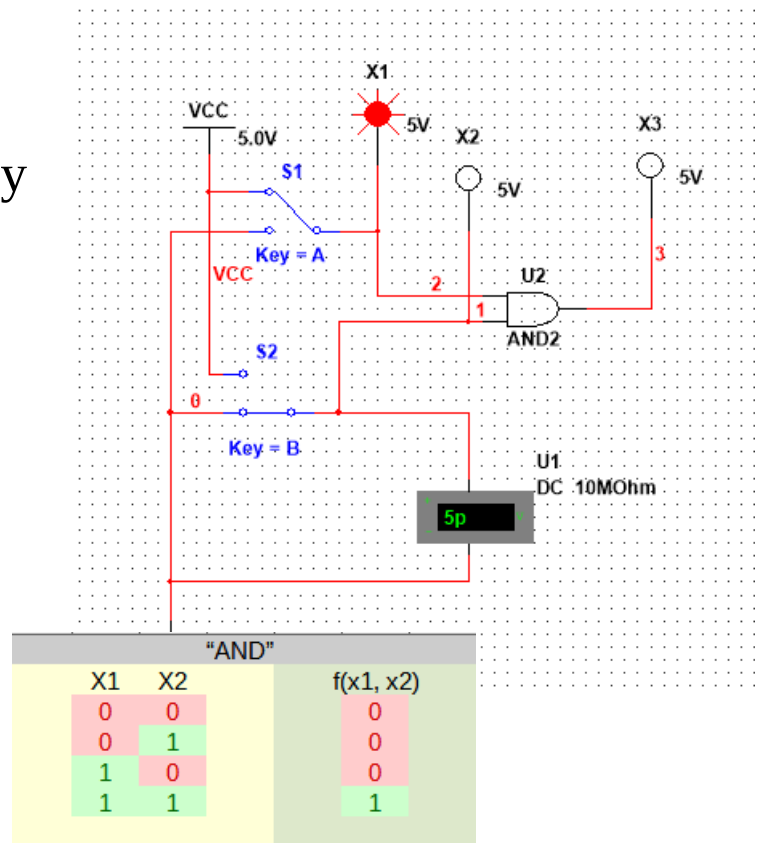 X1
VCC
5V
X2
X3
5.0V
y
S1
5V
5V
Key = A
VCC
3
2
U2
1
AND2
S2
0
Key = B
U1
DC 10MOhm
+
5p
V
-
"AND"
X1 X2 f(x1, x2)
0 0 0
0 1 0
1 0 0
1 1 1